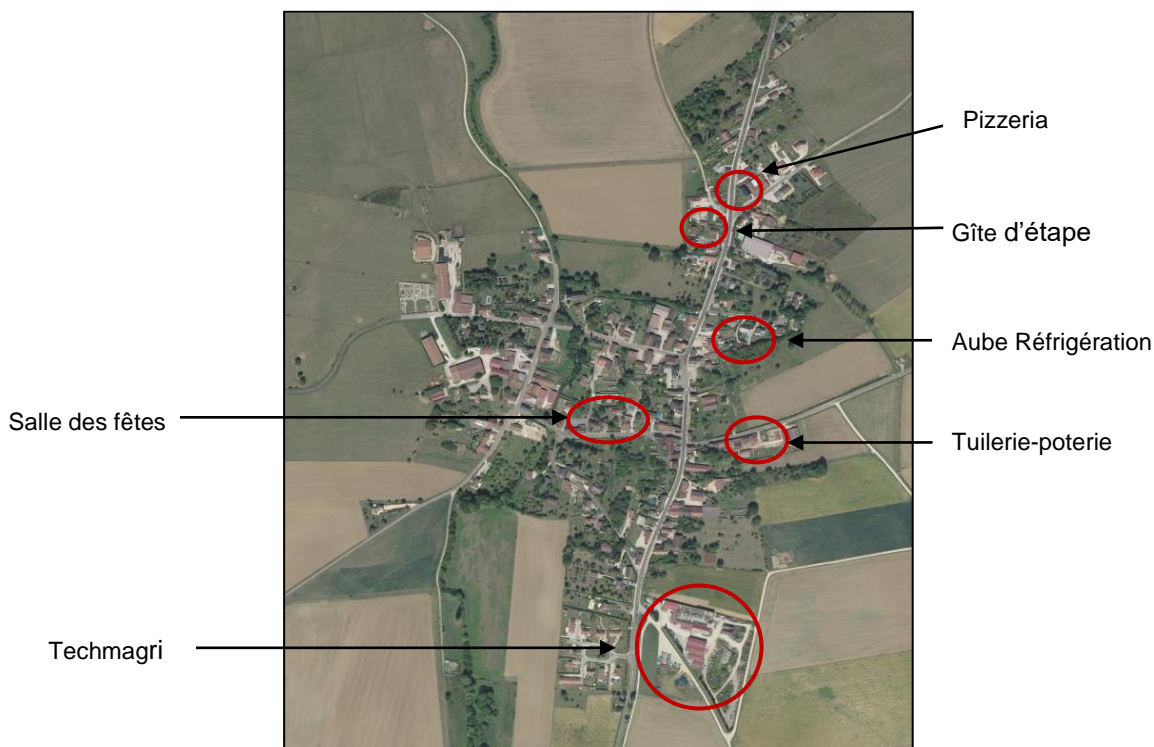 Pizzeria
Gîte d'étape
Aube Réfrigération
Salle des fêtes
Tuilerie-poterie
Techmagri